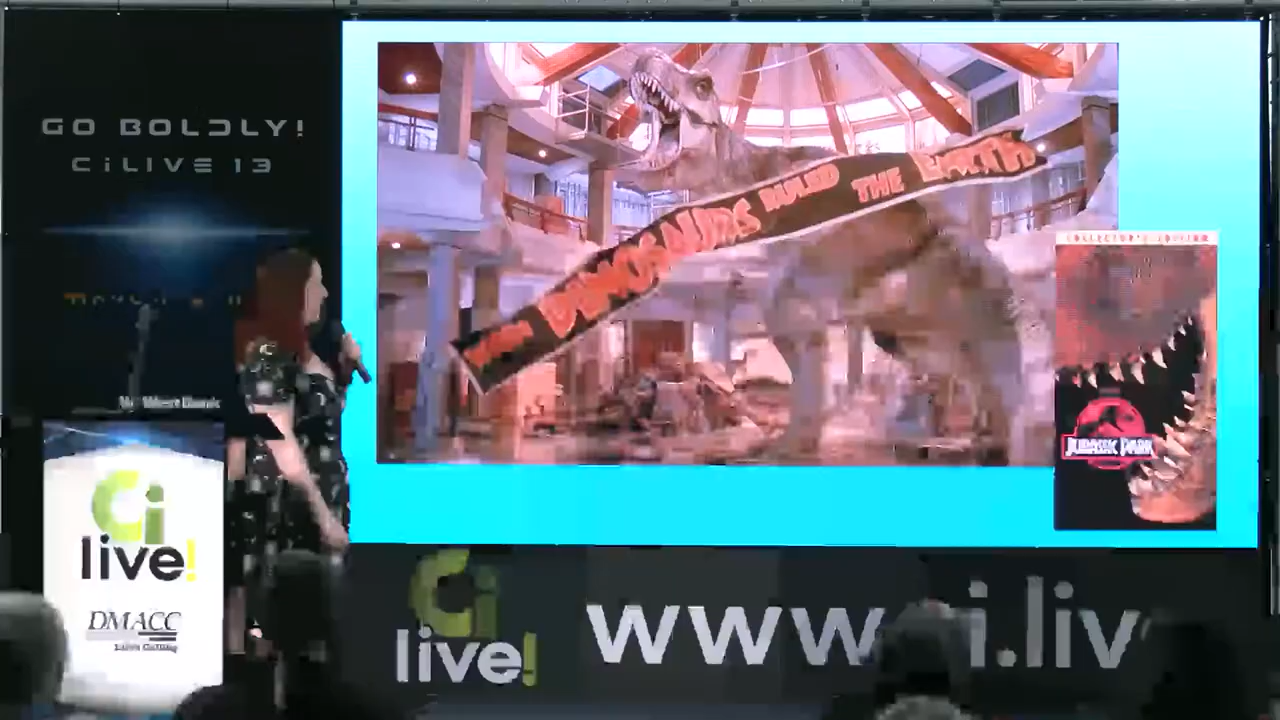 GO BOLDLY!
CiLIVE 13
WHEN DINOSAURS RULED THE EARTH
COLLECTOR'S EDITION
JURASSIC PARK
Ci
live!
DMACC
Ci
live!
www
i.liv